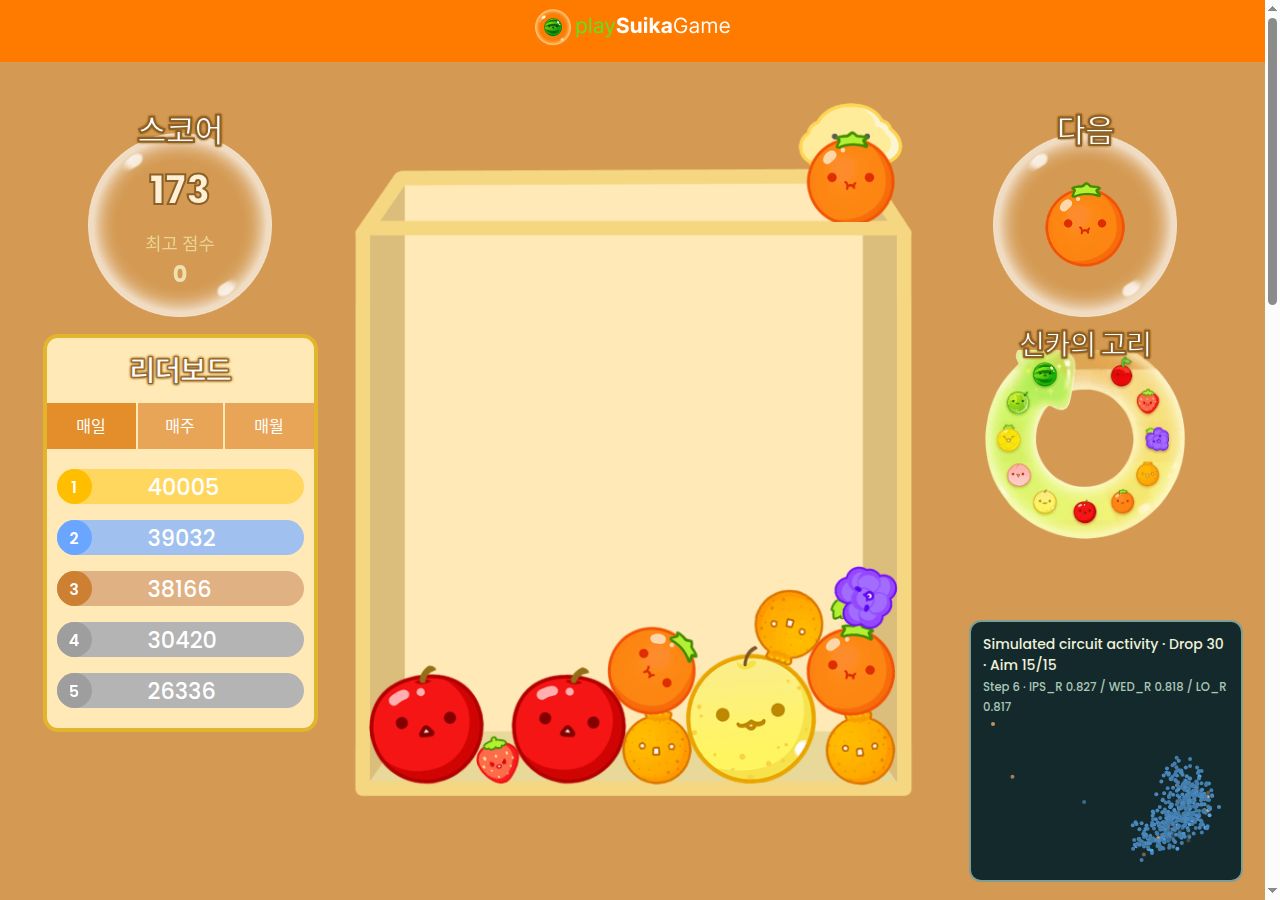 playSuikaGame
스코어
173
최고 점수
0
다음
신카의 고리
리더보드
매일 매주 매월
1 40005
2 39032
3 38166
4 30420
5 26336
Simulated circuit activity · Drop 30
· Aim 15/15
Step 6 · IPS_R 0.827 / WED_R 0.818 / LO_R
0.817